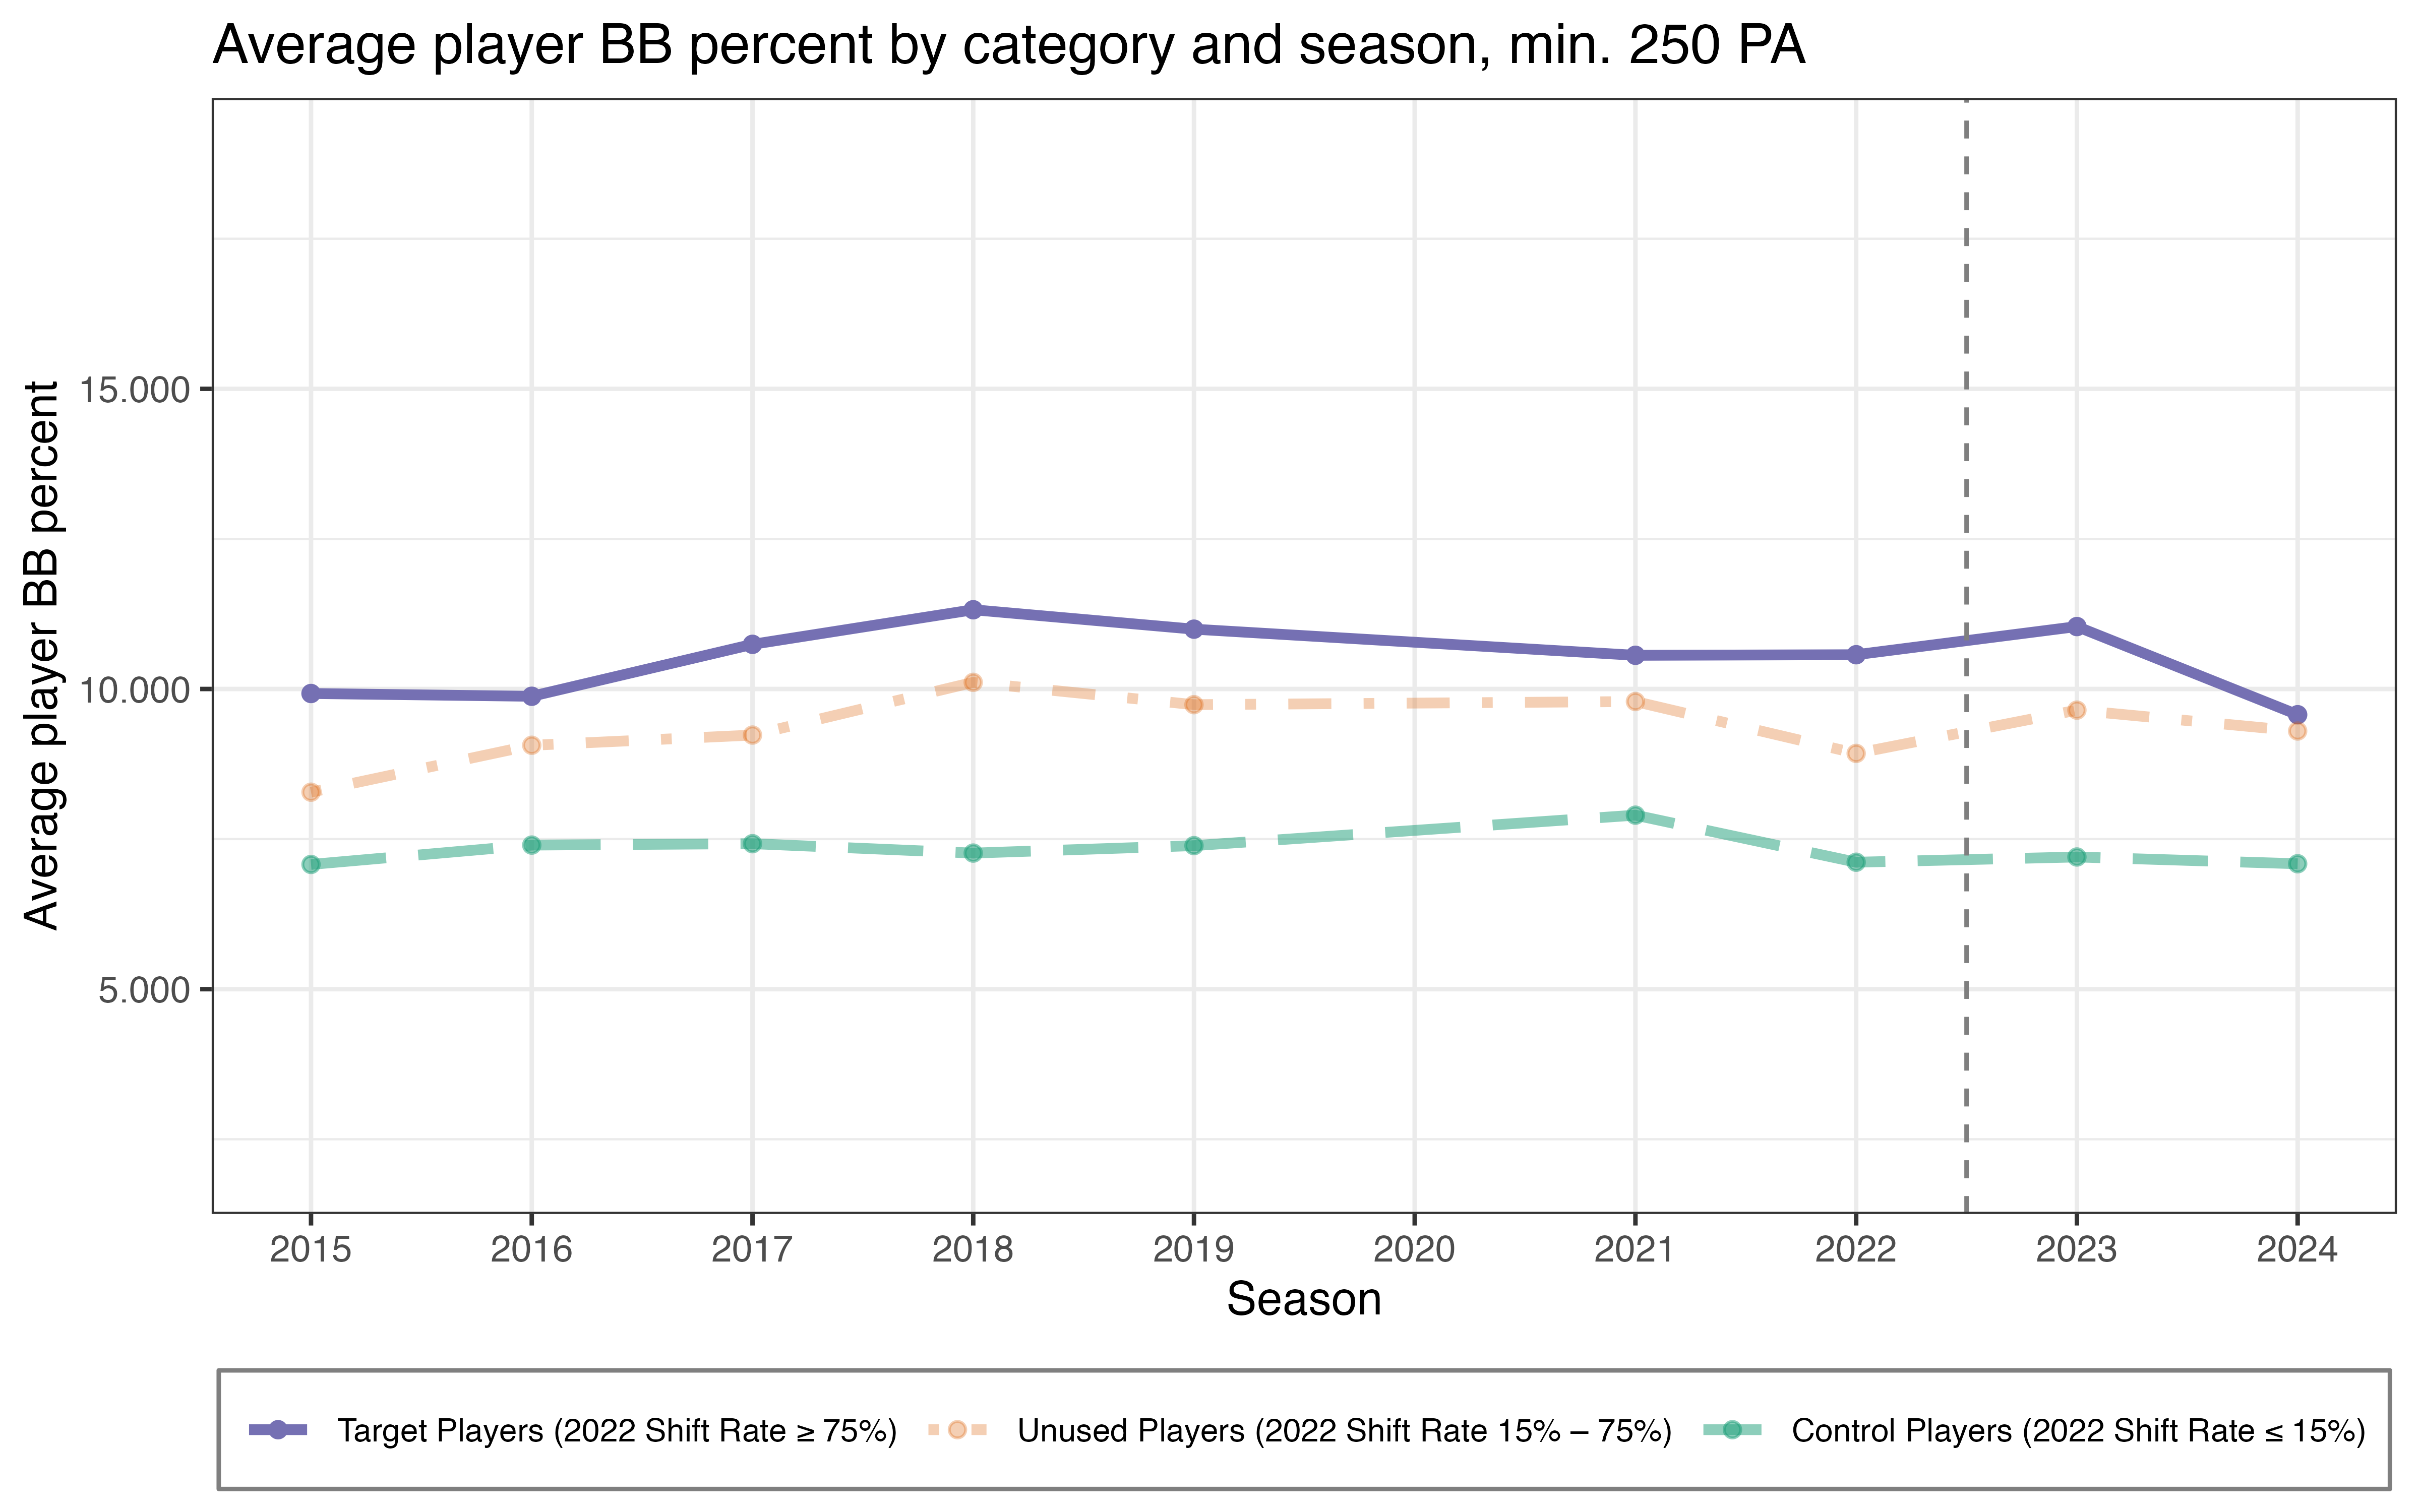 Average player BB percent by category and season, min. 250 PA
Average player BB percent
15.000
10.000
5.000
2015 2016 2017 2018 2019 2020 2021 2022 2023 2024
Season
Target Players (2022 Shift Rate ≥ 75%) Unused Players (2022 Shift Rate 15% – 75%) Control Players (2022 Shift Rate ≤ 15%)